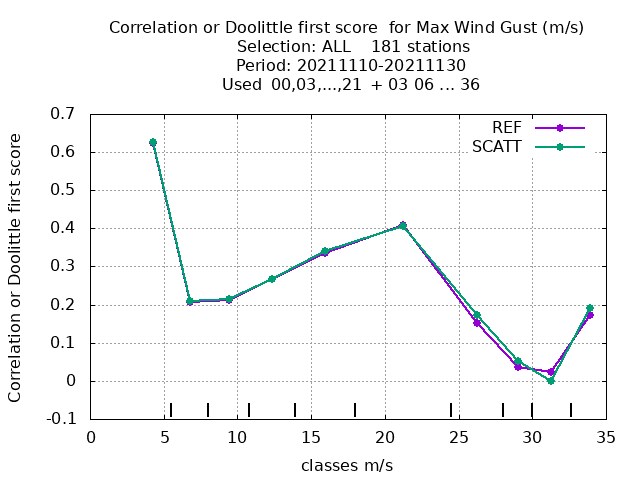 Correlation or Doolittle first score  for Max Wind Gust (m/s)
Selection: ALL    181 stations
Period: 20211110-20211130
Used  00,03,...,21  + 03 06 ... 36
REF
SCATT
Correlation or Doolittle first score
0.7
0.6
0.5
0.4
0.3
0.2
0.1
0
-0.1
0 5 10 15 20 25 30 35
classes m/s